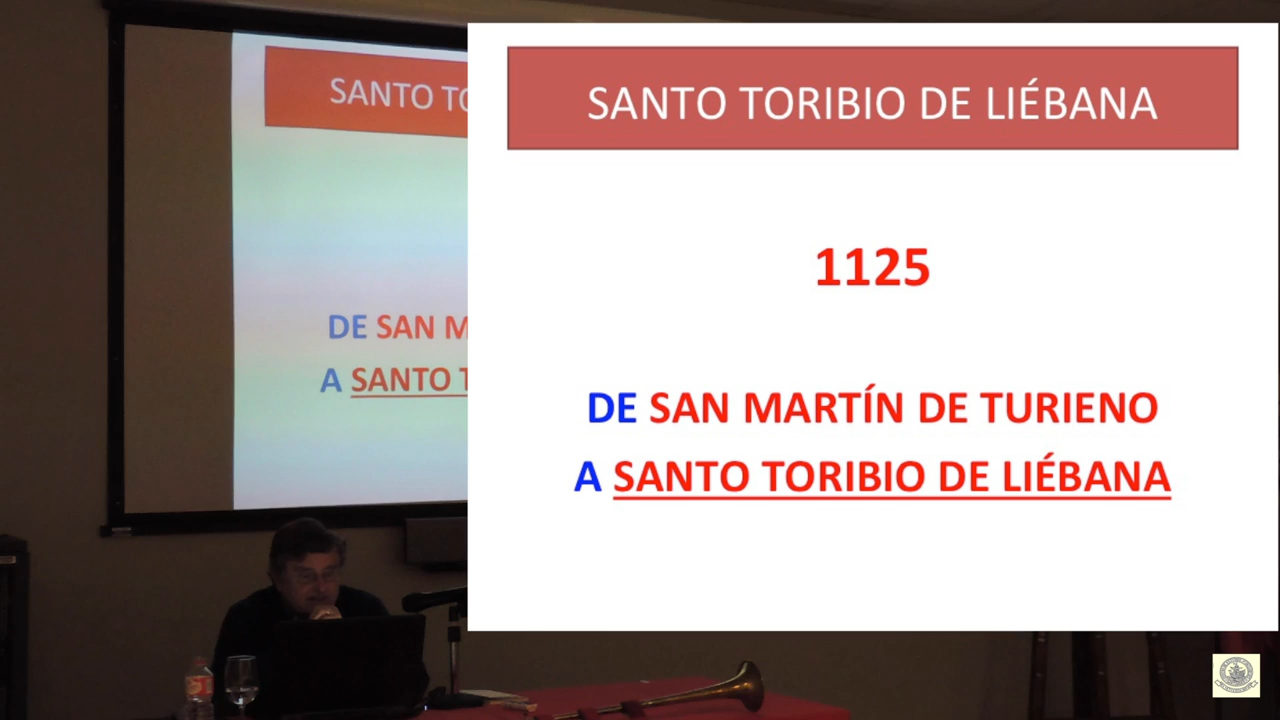 SANTO TO
DE SAN M
A SANTO T
SANTO TORIBIO DE LIÉBANA
1125
DE SAN MARTÍN DE TURIENO
A SANTO TORIBIO DE LIÉBANA